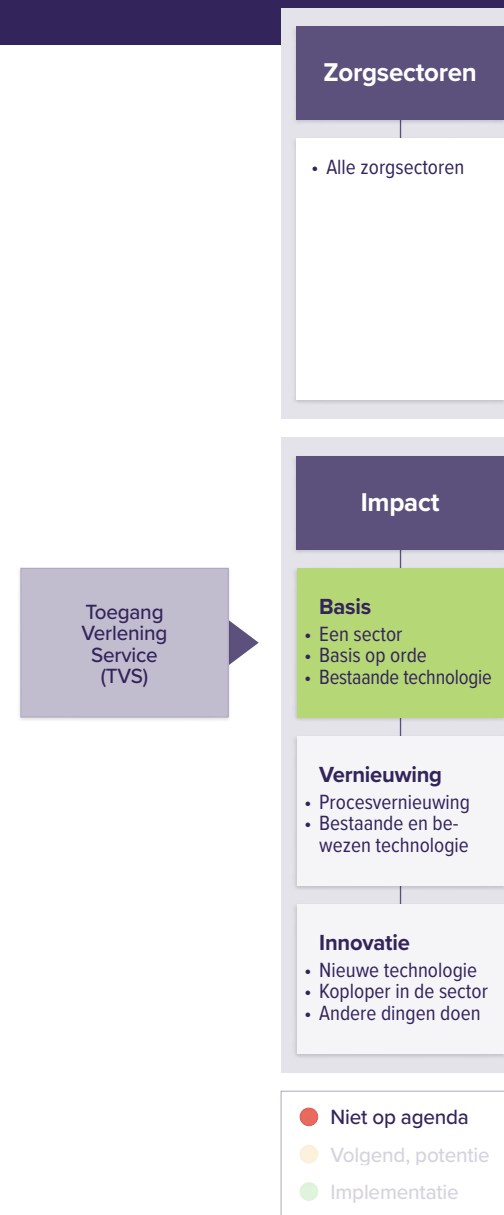 Zorgsectoren
• Alle zorgsectoren
Toegang
Verlening
Service
(TVS)
Impact
Basis
• Een sector
• Basis op orde
• Bestaande technologie
Vernieuwing
• Procesvernieuwing
• Bestaande en be-
wezen technologie
Innovatie
• Nieuwe technologie
• Koploper in de sector
• Andere dingen doen
Niet op agenda
Volgend, potentie
Implementatie